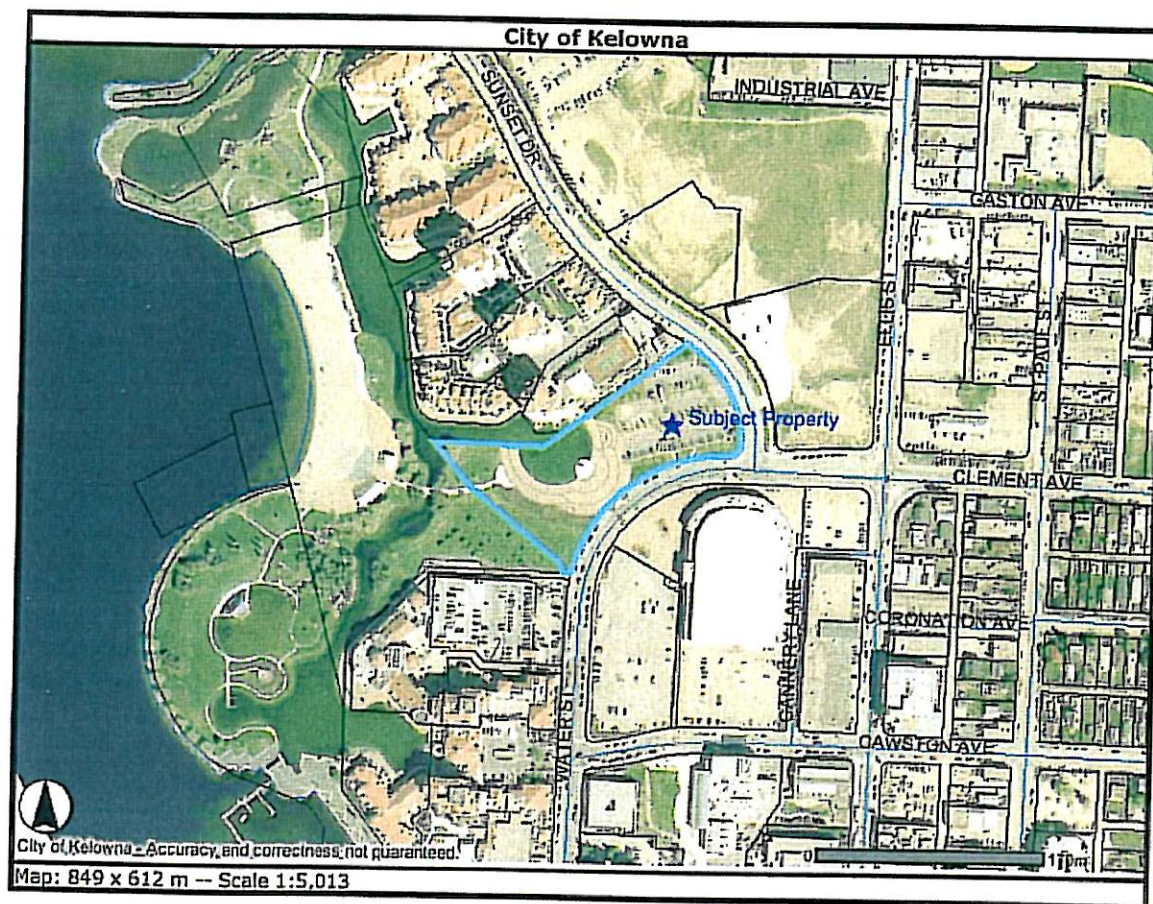 City of Kelowna
INDUSTRIAL AVE
SUNSET DR
GASTON AVE
ELLIS ST
ST. PAUL ST
Subject Property
CLEMENT AVE
CORONATION AVE
CANNERY LANE
WATER ST
CAWSTON AVE
City of Kelowna - Accuracy and correctness not guaranteed.
0
Map: 849 x 612 m -- Scale 1:5,013